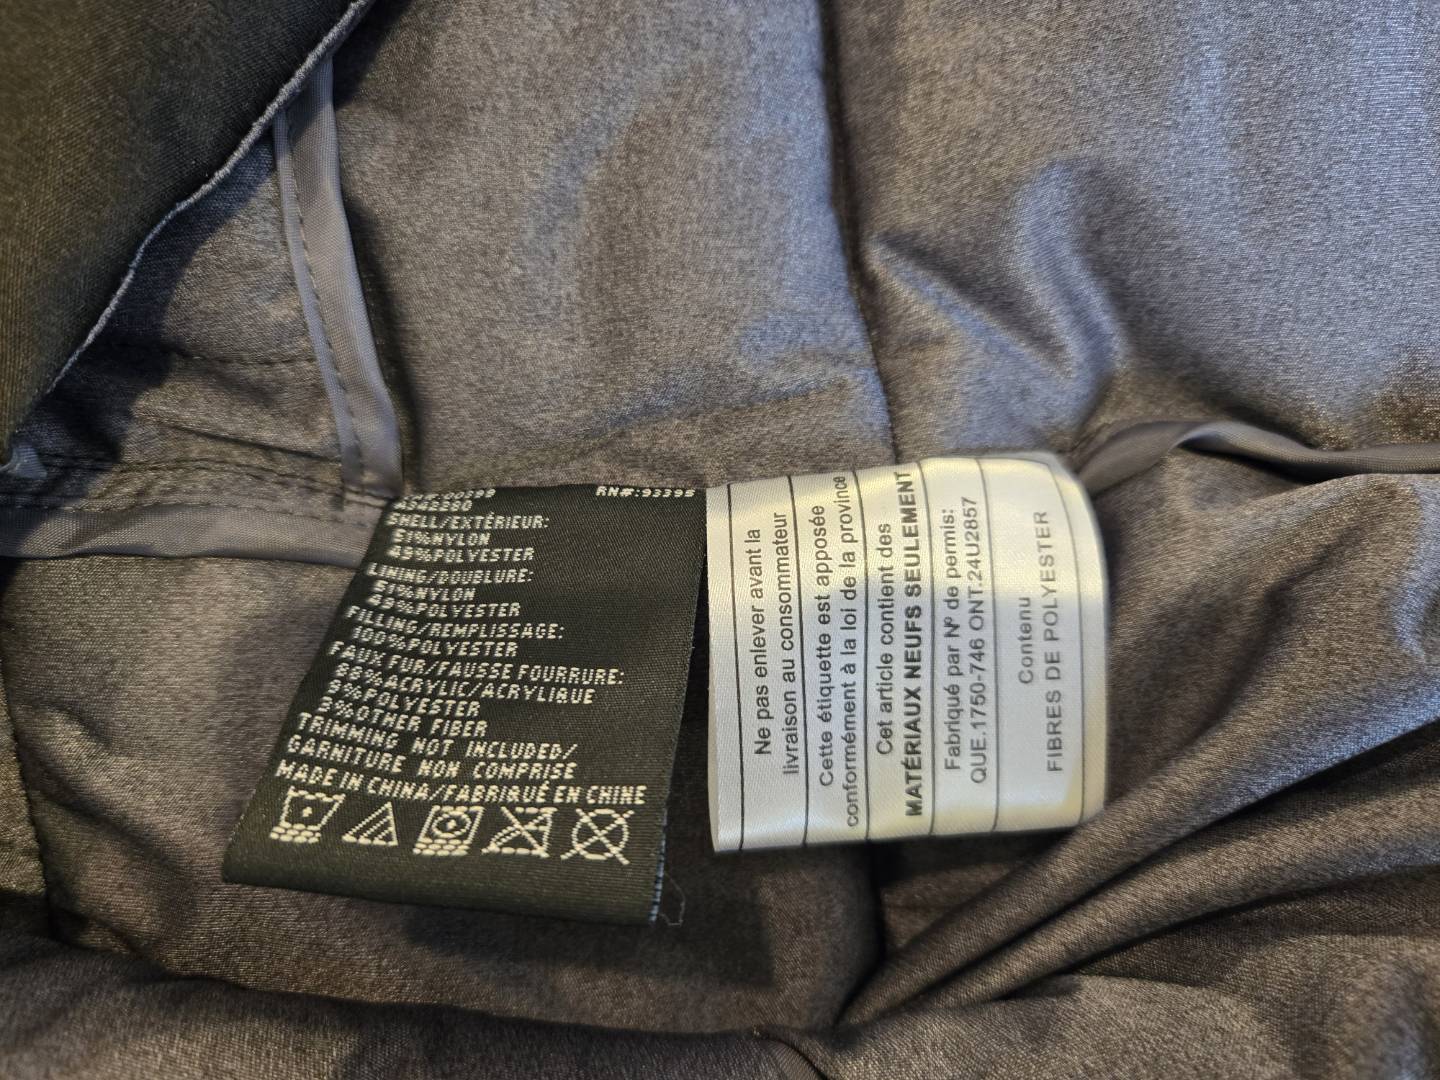 RN#:93395
SHELL/EXTÉRIEUR:
51%NYLON
49%POLYESTER
LINING/DOUBLURE:
51%NYLON
49%POLYESTER
FILLING/REMPLISSAGE:
100%POLYESTER
FAUX FUR/FAUSSE FOURRURE:
88%ACRYLIC/ACRYLIQUE
9%POLYESTER
3%OTHER FIBER
TRIMMING NOT INCLUDED/
GARNITURE NON COMPRISE
MADE IN CHINA/FABRIQUÉ EN CHINE
Ne pas enlever avant la
livraison au consommateur
Cette étiquette est apposée
conformément à la loi de la province
Cet article contient des
MATÉRIAUX NEUFS SEULEMENT
Fabriqué par Nº de permis:
QUE.1750-746 ONT.24U2857
Contenu
FIBRES DE POLYESTER